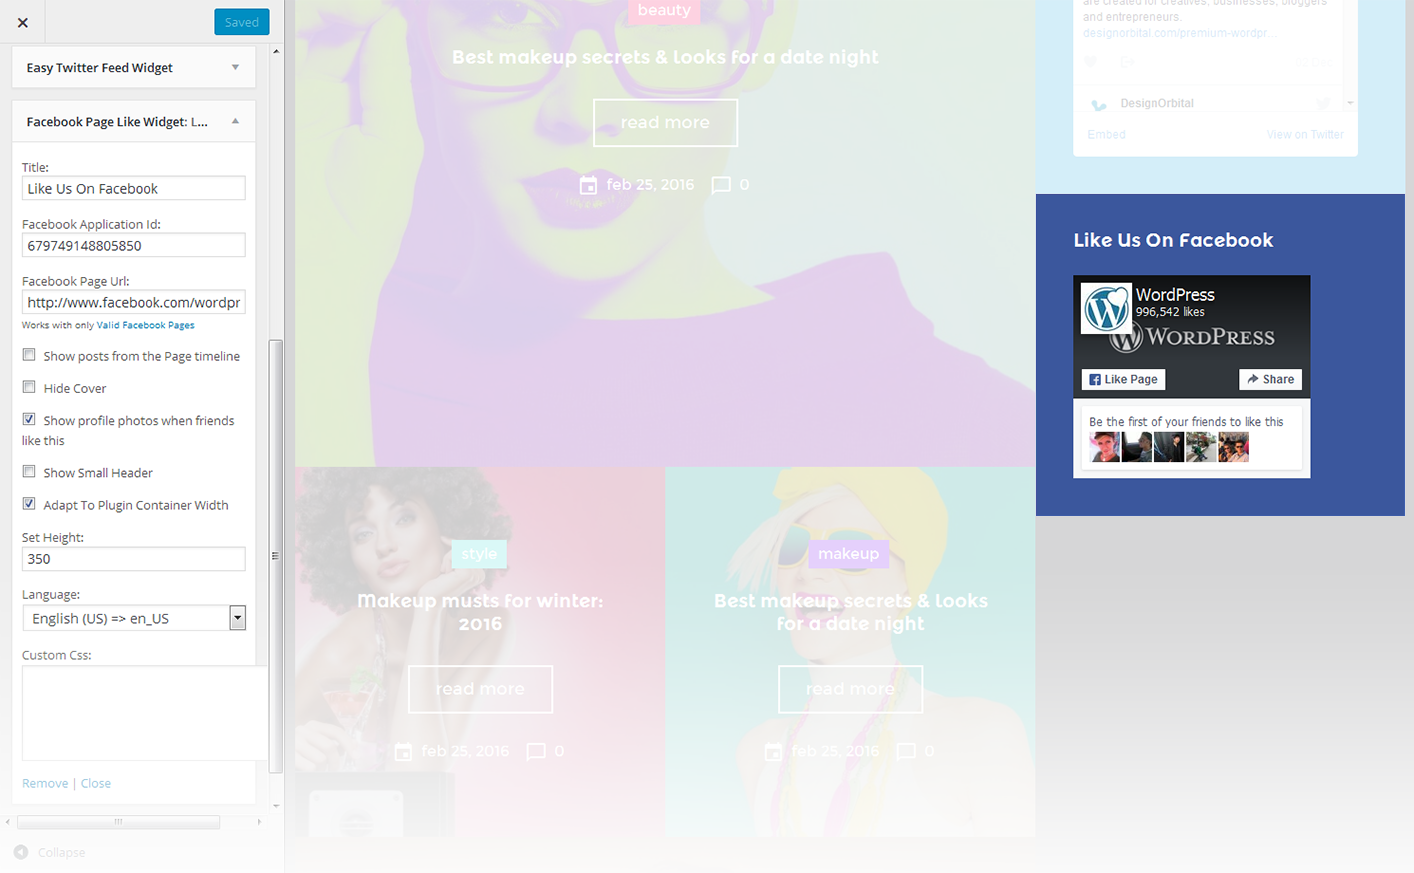 Saved
Easy Twitter Feed Widget
Facebook Page Like Widget: L...
Title:
Like Us On Facebook
Facebook Application Id:
679749148805850
Facebook Page Url:
http://www.facebook.com/wordpr
Works with only Valid Facebook Pages
Show posts from the Page timeline
Hide Cover
Show profile photos when friends
like this
Show Small Header
Adapt To Plugin Container Width
Set Height:
350
Language:
English (US) => en_US
Custom Css:
Remove | Close
Collapse
beauty
Best makeup secrets & looks for a date night
read more
feb 25, 2016 0
style
Makeup musts for winter:
2016
read more
feb 25, 2016 0
makeup
Best makeup secrets & looks
for a date night
read more
feb 25, 2016 0
are created for creatives, businesses, bloggers
and entrepreneurs.
designorbital.com/premium-wordpr...
DesignOrbital
Embed View on Twitter
Like Us On Facebook
WordPress
996,542 likes
WORDPRESS
Like Page Share
Be the first of your friends to like this